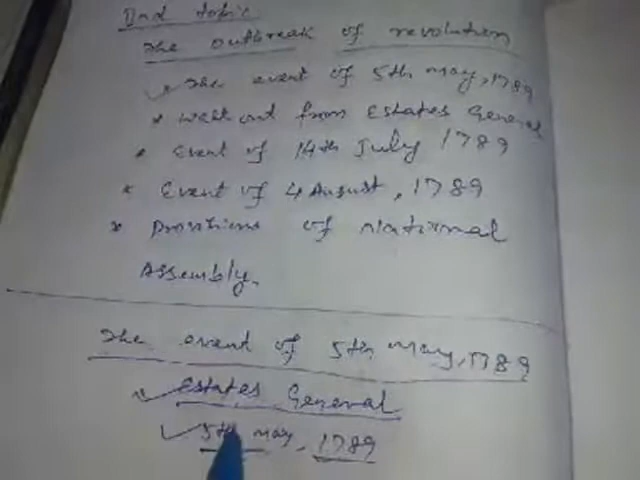 2nd topic
The outbreak of revolution
The event of 5th may, 1789
* Walk out from Estates General
* Event of 14th July 1789
* Event of 4 August, 1789
* Provisions of National
Assembly.
The event of 5th May, 1789
Estates General
5th may, 1789